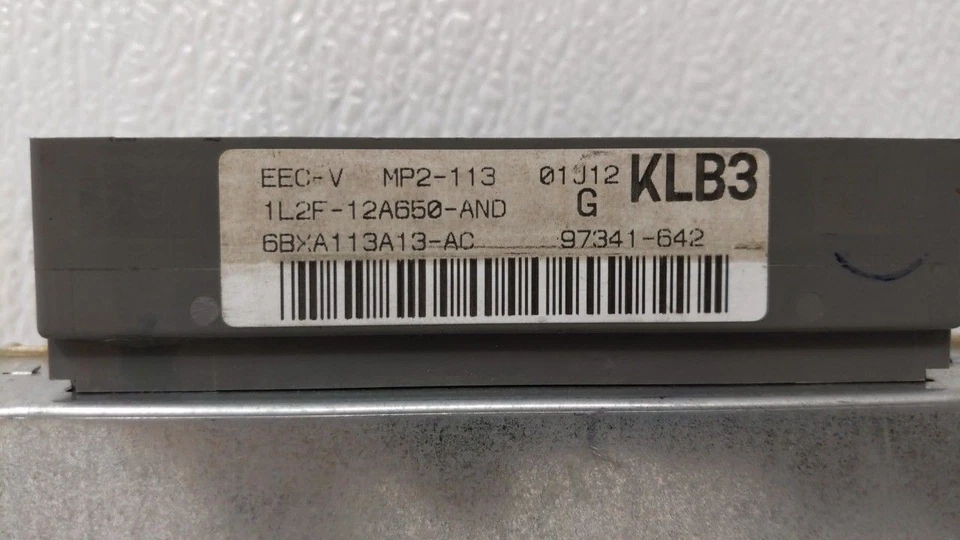 EEC-V MP2-113 01J12 KLB3
1L2F-12A650-AND G
6BXA113A13-AC 97341-642